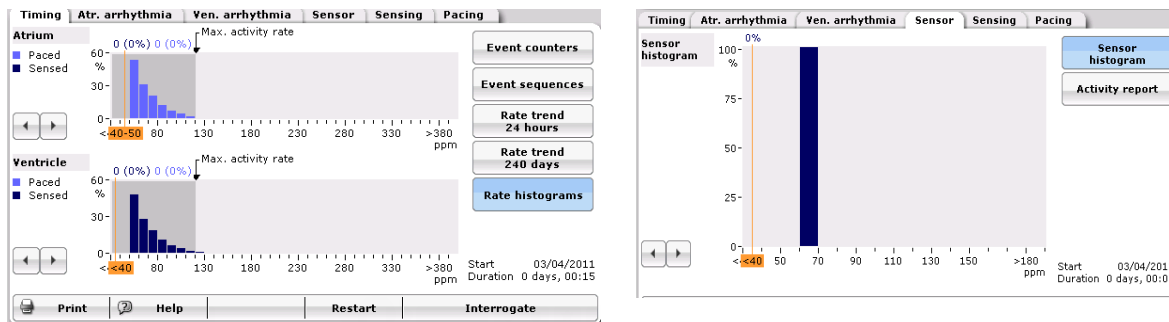 Timing Atr. arrhythmia Ven. arrhythmia Sensor Sensing Pacing
Atrium
Paced
Sensed
0 (0%) 0 (0%) Max. activity rate
60
%
30
0
<40-50 80 130 180 230 280 330 >380
ppm
Ventricle
Paced
Sensed
0 (0%) 0 (0%) Max. activity rate
60
%
30
0
<40 80 130 180 230 280 330 >380
ppm
Event counters
Event sequences
Rate trend
24 hours
Rate trend
240 days
Rate histograms
Start 03/04/2011
Duration 0 days, 00:15
Print Help Restart Interrogate
Timing Atr. arrhythmia Ven. arrhythmia Sensor Sensing Pacing
Sensor
histogram
0%
100
%
75
50
25
0
<40 50 70 90 110 130 150 >180
ppm
Sensor
histogram
Activity report
Start 03/04/201
Duration 0 days, 00:0